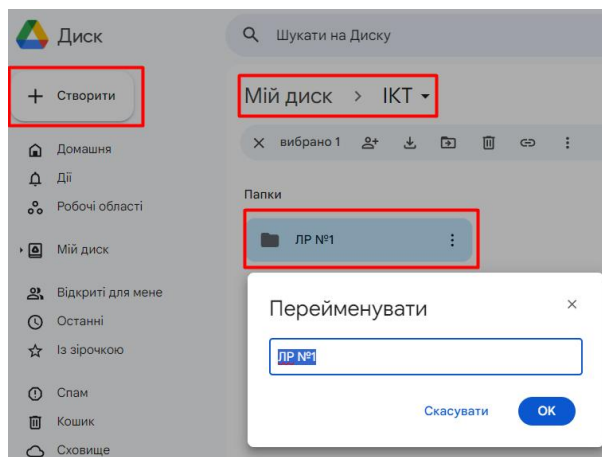 Диск
Шукати на Диску
Створити
Мій диск > ІКТ
вибрано 1
Домашня
Дії
Робочі області
Мій диск
Відкриті для мене
Останні
Із зірочкою
Спам
Кошик
Сховище
Папки
ЛР №1
Перейменувати
ЛР №1
Скасувати
ОК